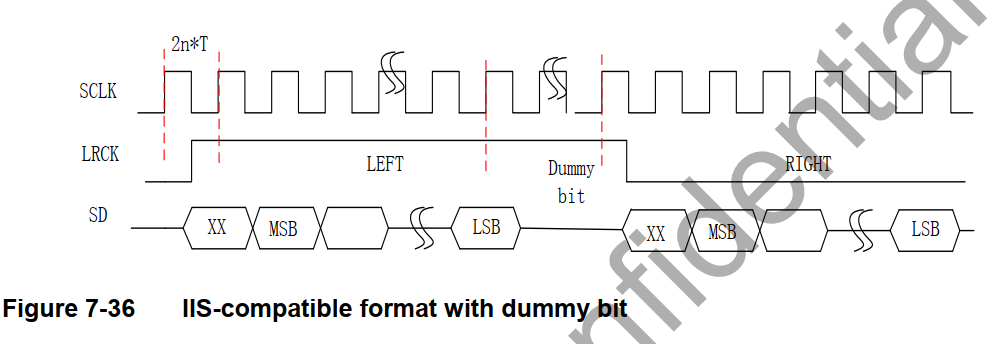 2n*T
SCLK
LRCK
LEFT
Dummy
bit
RIGHT
SD
XX
MSB
LSB
XX
MSB
LSB
Figure 7-36 IIS-compatible format with dummy bit
nfidential